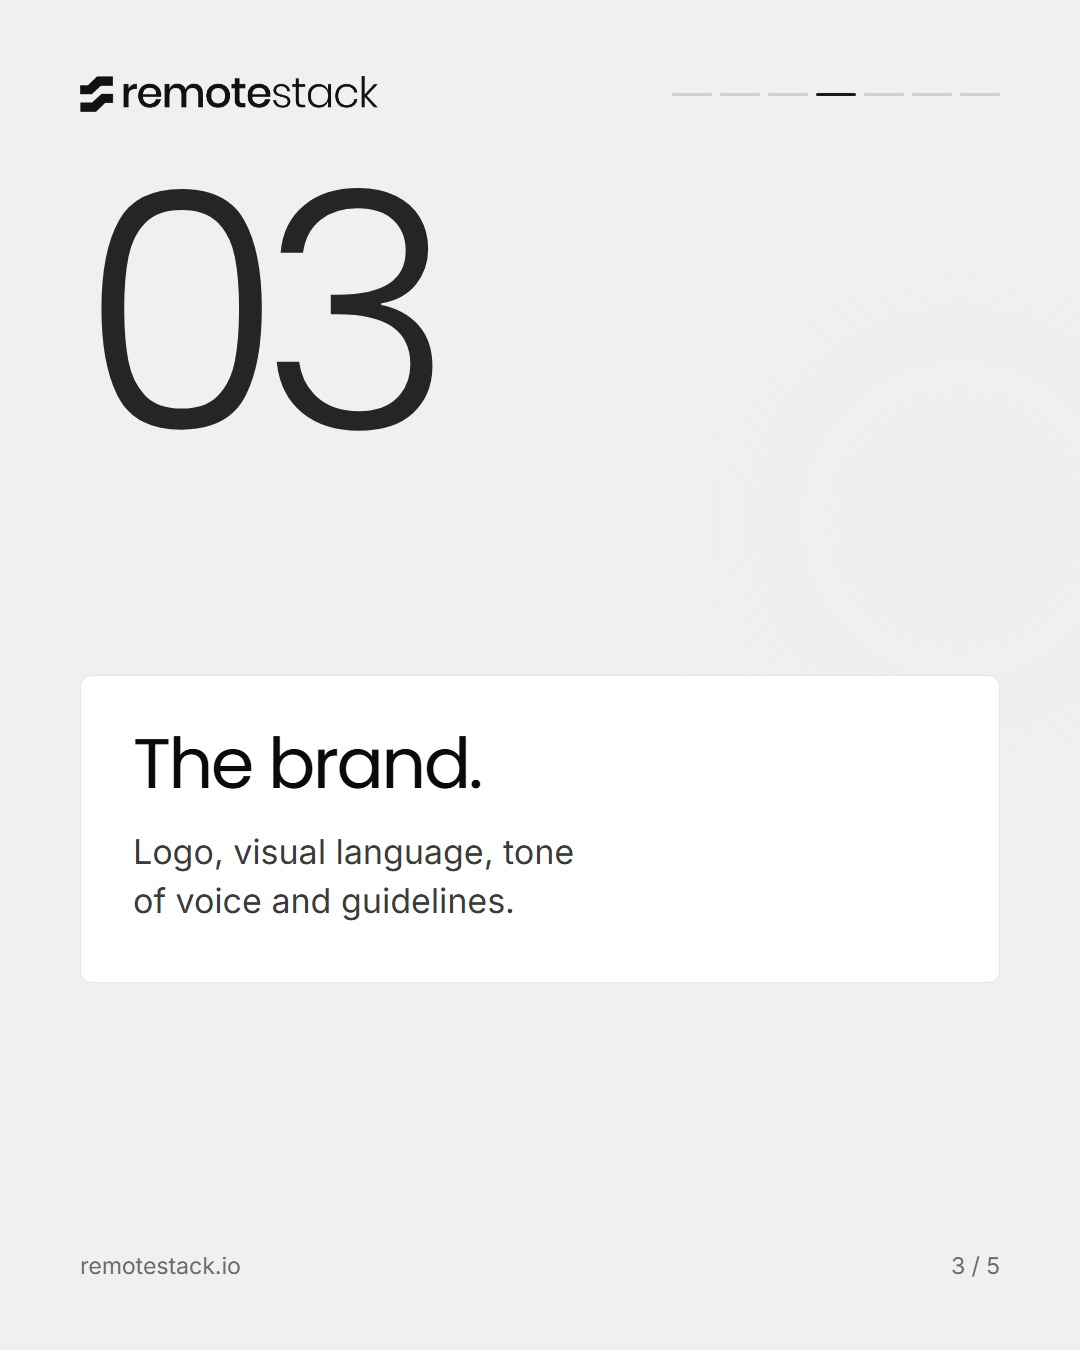 remotestack
03
The brand.
Logo, visual language, tone
of voice and guidelines.
remotestack.io
3 / 5